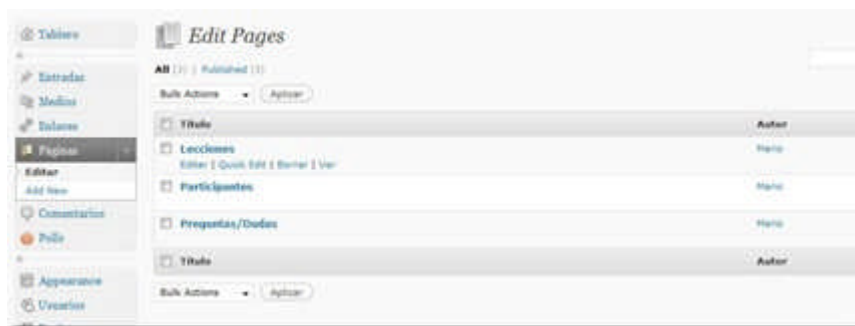 Tablero
Entradas
Medios
Enlaces
Páginas
Editar
Add New
Comentarios
Polls
Appearance
Usuarios
Edit Pages
All (3) | Published (3)
Bulk Actions Aplicar
Título Autor
Lecciones Mario
Editar | Quick Edit | Borrar | Ver
Participantes Mario
Preguntas/Dudas Mario
Título Autor
Bulk Actions Aplicar